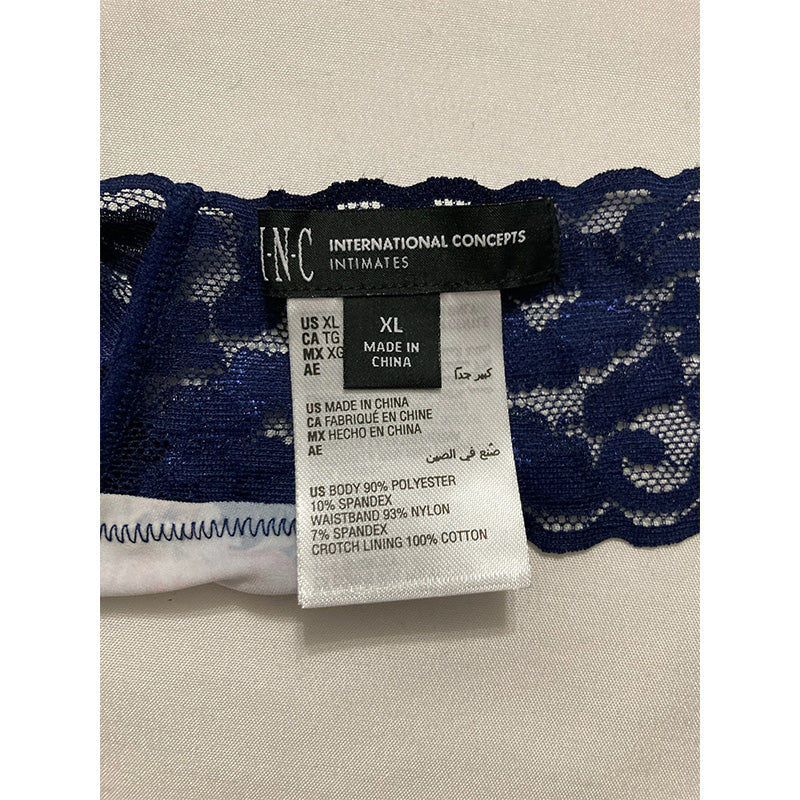 I·N·C INTERNATIONAL CONCEPTS
INTIMATES
XL
MADE IN
CHINA
US XL
CA TG
MX XG
AE
كبير جدًا
US MADE IN CHINA
CA FABRIQUÉ EN CHINE
MX HECHO EN CHINA
AE
صُنع في الصين
US BODY 90% POLYESTER
10% SPANDEX
WAISTBAND 93% NYLON
7% SPANDEX
CROTCH LINING 100% COTTON